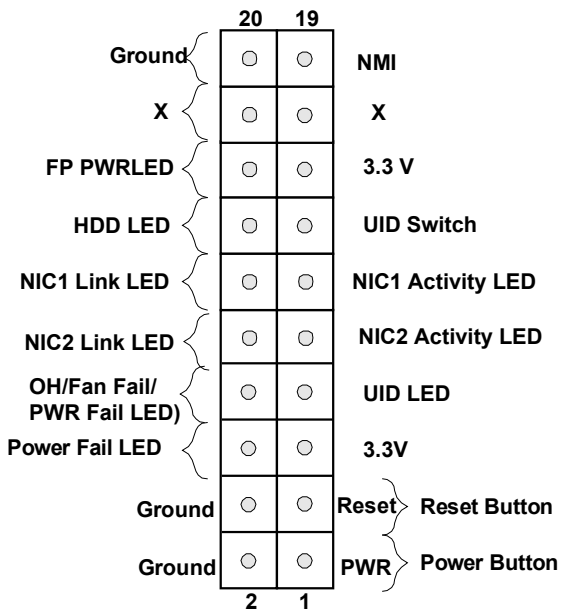 20 19
Ground NMI
X X
FP PWRLED 3.3 V
HDD LED UID Switch
NIC1 Link LED NIC1 Activity LED
NIC2 Link LED NIC2 Activity LED
OH/Fan Fail/
PWR Fail LED) UID LED
Power Fail LED 3.3V
Ground Reset Reset Button
Ground PWR Power Button
2 1